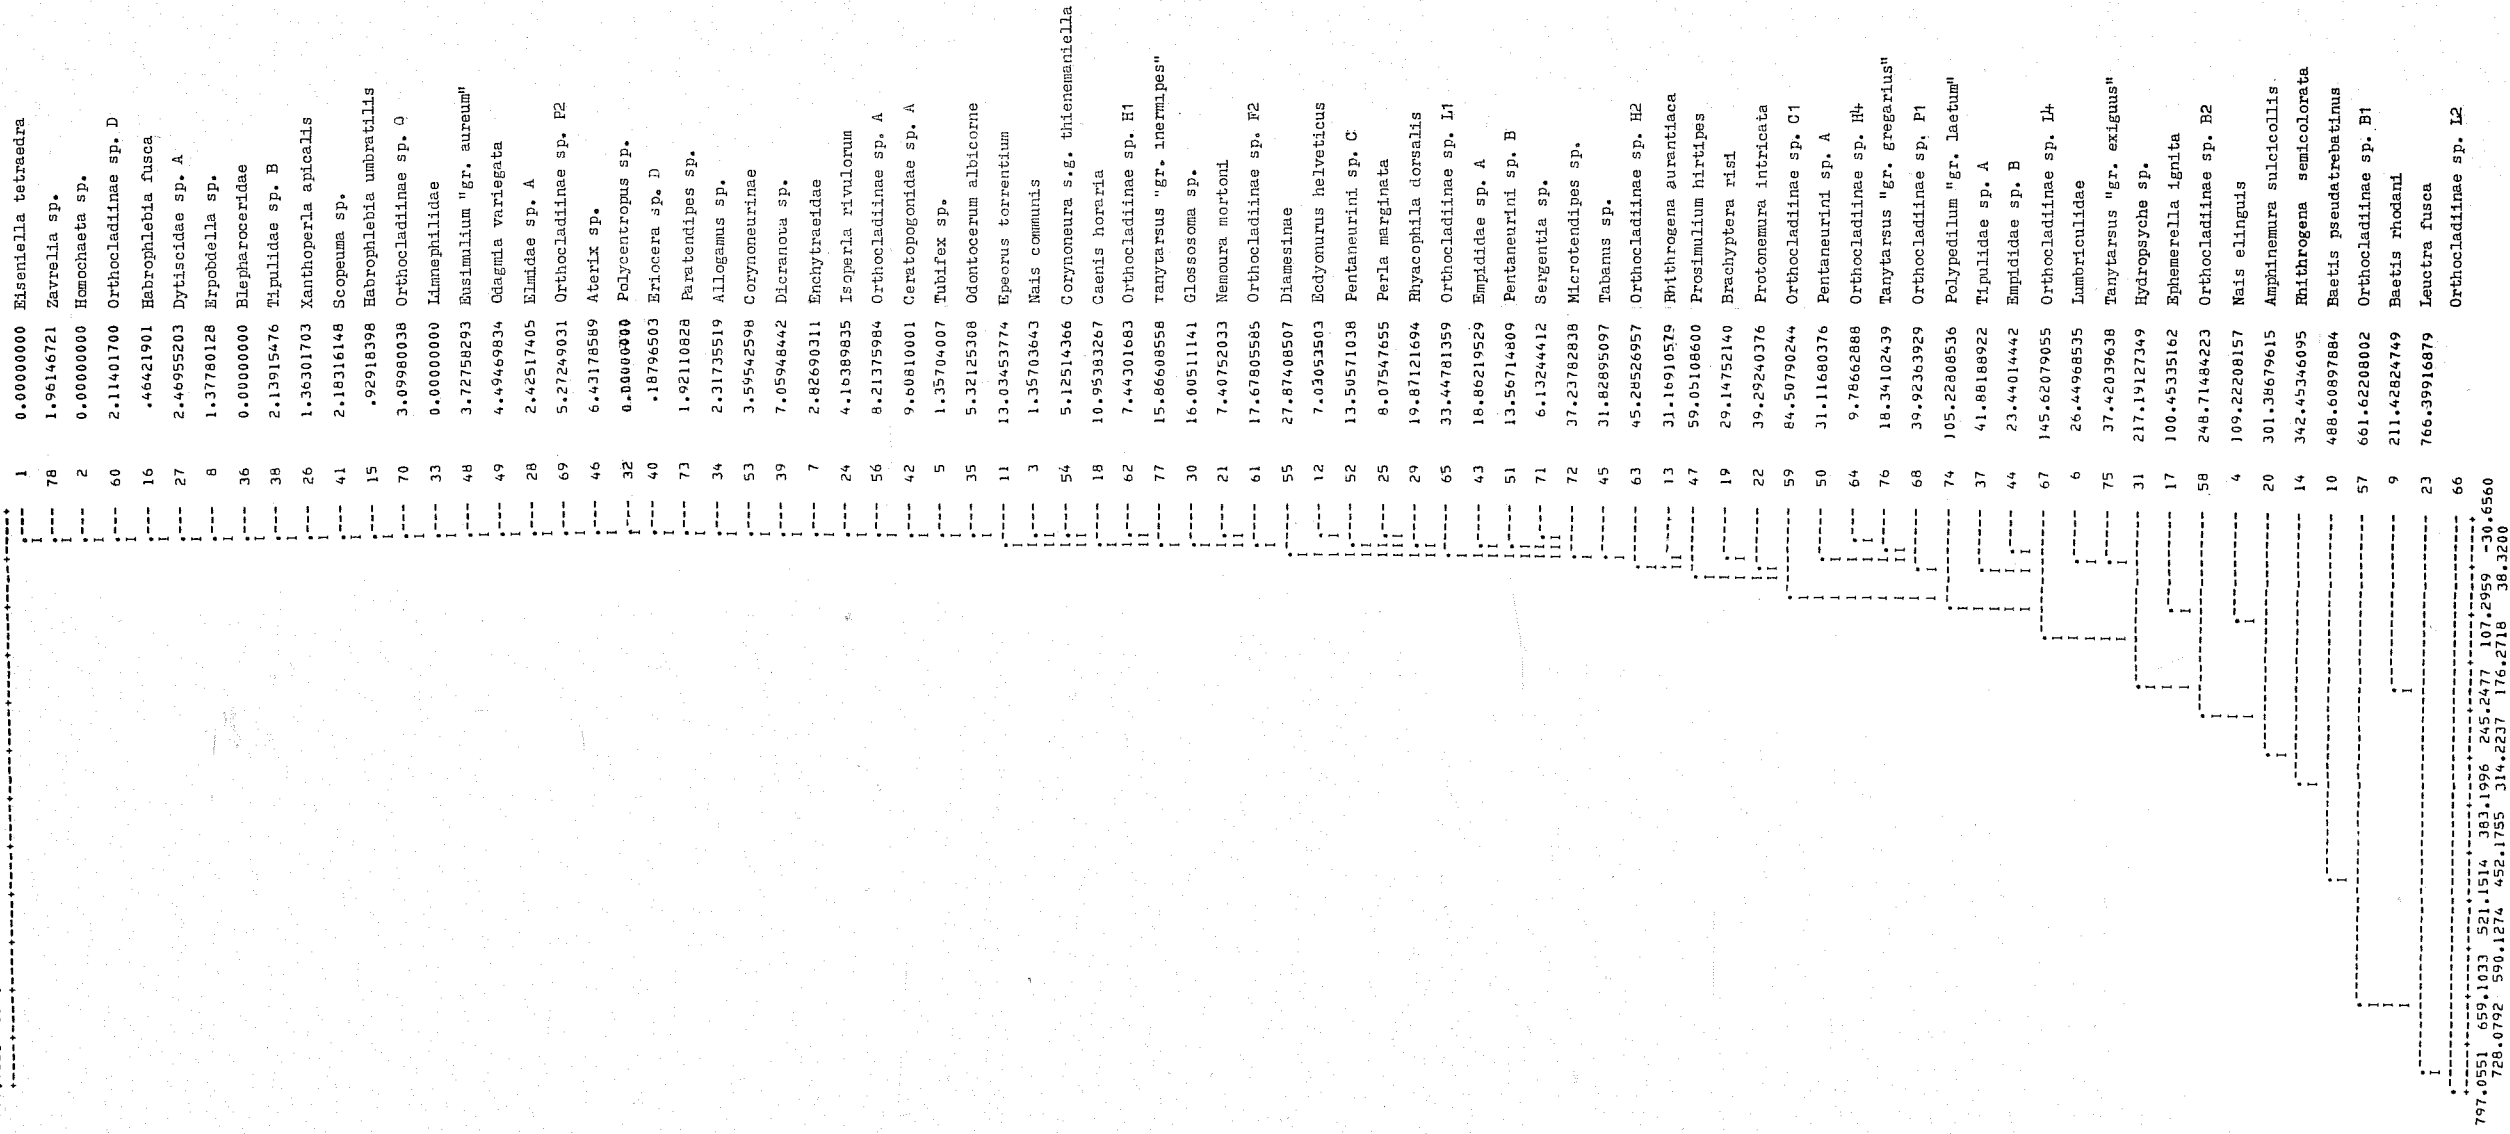 1 0.00000000 Eiseniella tetraedra
78 1.96146721 Zavrelia sp.
2 0.00000000 Homochaeta sp.
60 2.11401700 Orthocladiinae sp. D
16 .46421901 Habrophlebia fusca
27 2.46955203 Dytiscidae sp. A
8 1.37780128 Erpobdella sp.
36 0.00000000 Blepharoceridae
38 2.13915476 Tipulidae sp. B
26 1.36301703 Xanthoperla apicalis
41 2.18316148 Scopeuma sp.
15 .92918398 Habrophlebia umbratilis
70 3.09980038 Orthocladiinae sp. Q
33 0.00000000 Limnephilidae
48 3.72758293 Eusimulium "gr. aureum"
49 4.94698834 Odagmia variegata
28 2.42517405 Elmidae sp. A
69 5.27249031 Orthocladiinae sp. P2
46 6.43178589 Aterix sp.
32 0.00000000 Polycentropus sp.
40 .18796503 Eriocera sp. D
73 1.92110828 Paratendipes sp.
34 2.31735519 Allogamus sp.
53 3.59542598 Corynoneurinae
39 7.05948442 Dicranota sp.
7 2.82690311 Enchytraeidae
24 4.16389835 Isoperla rivulorum
56 8.21375984 Orthocladiinae sp. A
42 9.60810001 Ceratopogonidae sp. A
5 1.35704007 Tubifex sp.
35 5.32125308 Odontocerum albicorne
11 13.03453774 Epeorus torrentium
3 1.35703643 Nais communis
54 5.12514366 Corynoneura s.g. thienemaniella
18 10.95383267 Caenis horaria
62 7.44301683 Orthocladiinae sp. H1
77 15.86608558 Tanytarsus "gr. inermipes"
30 16.00511141 Glossosoma sp.
21 7.40752033 Nemoura mortoni
61 17.67805585 Orthocladiinae sp. F2
55 27.87408507 Diamesinae
12 7.03053503 Ecdyonurus helveticus
52 13.50571038 Pentaneurini sp. C
25 8.07547655 Perla marginata
29 19.87121694 Rhyacophila dorsalis
65 33.44781359 Orthocladiinae sp. L1
43 18.86219529 Empididae sp. A
51 13.56714809 Pentaneurini sp. B
71 6.13244412 Sergentia sp.
72 37.23782838 Microtendipes sp.
45 31.82895097 Tabanus sp.
63 45.28526957 Orthocladiinae sp. H2
13 31.16910579 Rhithrogena aurantiaca
47 59.05108600 Prosimulium hirtipes
19 29.14752140 Brachyptera risi
22 39.29240376 Protonemura intricata
59 84.50790244 Orthocladiinae sp. C1
50 31.11680376 Pentaneurini sp. A
64 9.78662888 Orthocladiinae sp. H4
76 18.34102439 Tanytarsus "gr. gregarius"
68 39.92363929 Orthocladiinae sp. P1
74 105.22808536 Polypedilum "gr. laetum"
37 41.88188922 Tipulidae sp. A
44 23.44014442 Empididae sp. B
67 145.62079055 Orthocladiinae sp. L4
6 26.44968535 Lumbriculidae
75 37.42039638 Tanytarsus "gr. exiguus"
31 217.19127349 Hydropsyche sp.
17 100.45335162 Ephemerella ignita
58 248.71484223 Orthocladiinae sp. B2
4 109.22208157 Nais elinguis
20 301.38679615 Amphinemura sulcicollis
14 342.45346095 Rhithrogena semicolorata
10 488.60897884 Baetis pseudatrebatinus
57 661.62208002 Orthocladiinae sp. B1
9 211.42824749 Baetis rhodani
23 766.39916879 Leuctra fusca
66 Orthocladiinae sp. L2
797.0551 659.1033 521.1514 383.1996 245.2477 107.2959 -30.6560
728.0792 590.1274 452.1755 314.2237 176.2718 38.3200